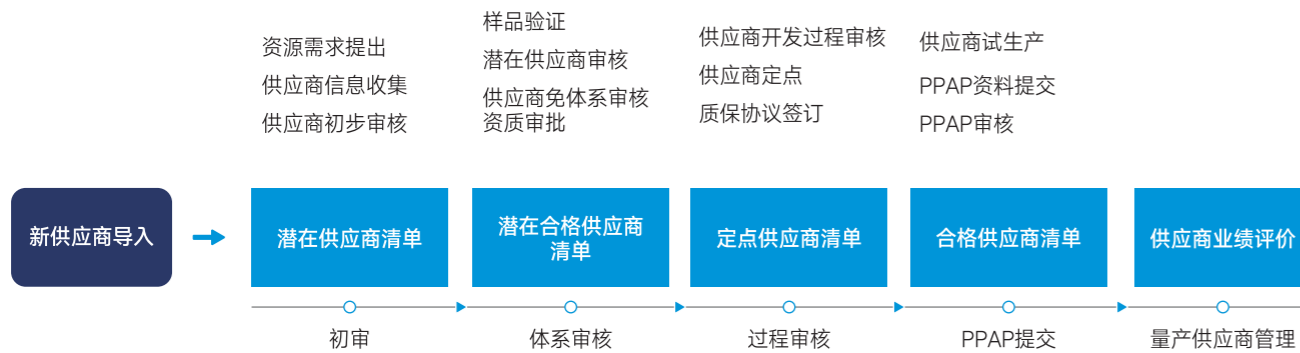 资源需求提出
供应商信息收集
供应商初步审核
样品验证
潜在供应商审核
供应商免体系审核
资质审批
供应商开发过程审核
供应商定点
质保协议签订
供应商试生产
PPAP资料提交
PPAP审核
新供应商导入
潜在供应商清单
潜在合格供应商
清单
定点供应商清单
合格供应商清单
供应商业绩评价
初审
体系审核
过程审核
PPAP提交
量产供应商管理